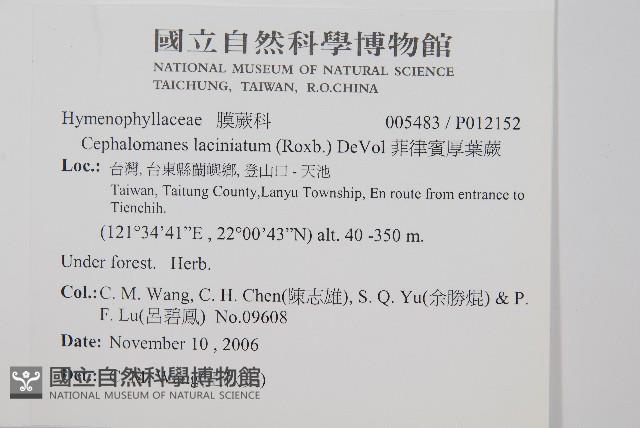 國立自然科學博物館
NATIONAL MUSEUM OF NATURAL SCIENCE
TAICHUNG, TAIWAN, R.O.CHINA
Hymenophyllaceae 膜蕨科 005483 / P012152
Cephalomanes laciniatum (Roxb.) DeVol 菲律賓厚葉蕨
Loc.: 台灣, 台東縣蘭嶼鄉, 登山口 - 天池
Taiwan, Taitung County,Lanyu Township, En route from entrance to
Tienchih.
(121°34'41"E , 22°00'43"N) alt. 40 -350 m.
Under forest. Herb.
Col.: C. M. Wang, C. H. Chen(陳志雄), S. Q. Yu(余勝焜) & P.
F. Lu(呂碧鳳) No.09608
Date: November 10 , 2006
國立自然科學博物館
NATIONAL MUSEUM OF NATURAL SCIENCE